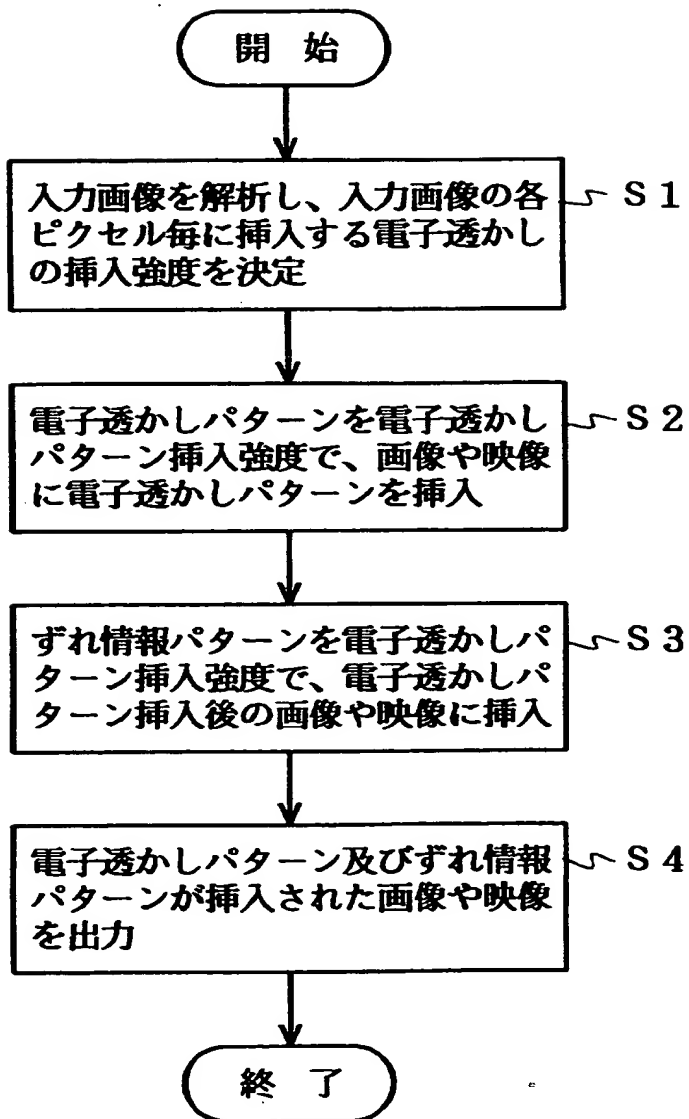 開 始
入力画像を解析し、入力画像の各
ピクセル毎に挿入する電子透かし
の挿入強度を決定
S1
電子透かしパターンを電子透かし
パターン挿入強度で、画像や映像
に電子透かしパターンを挿入
S2
ずれ情報パターンを電子透かしパ
ターン挿入強度で、電子透かしパ
ターン挿入後の画像や映像に挿入
S3
電子透かしパターン及びずれ情報
パターンが挿入された画像や映像
を出力
S4
終 了